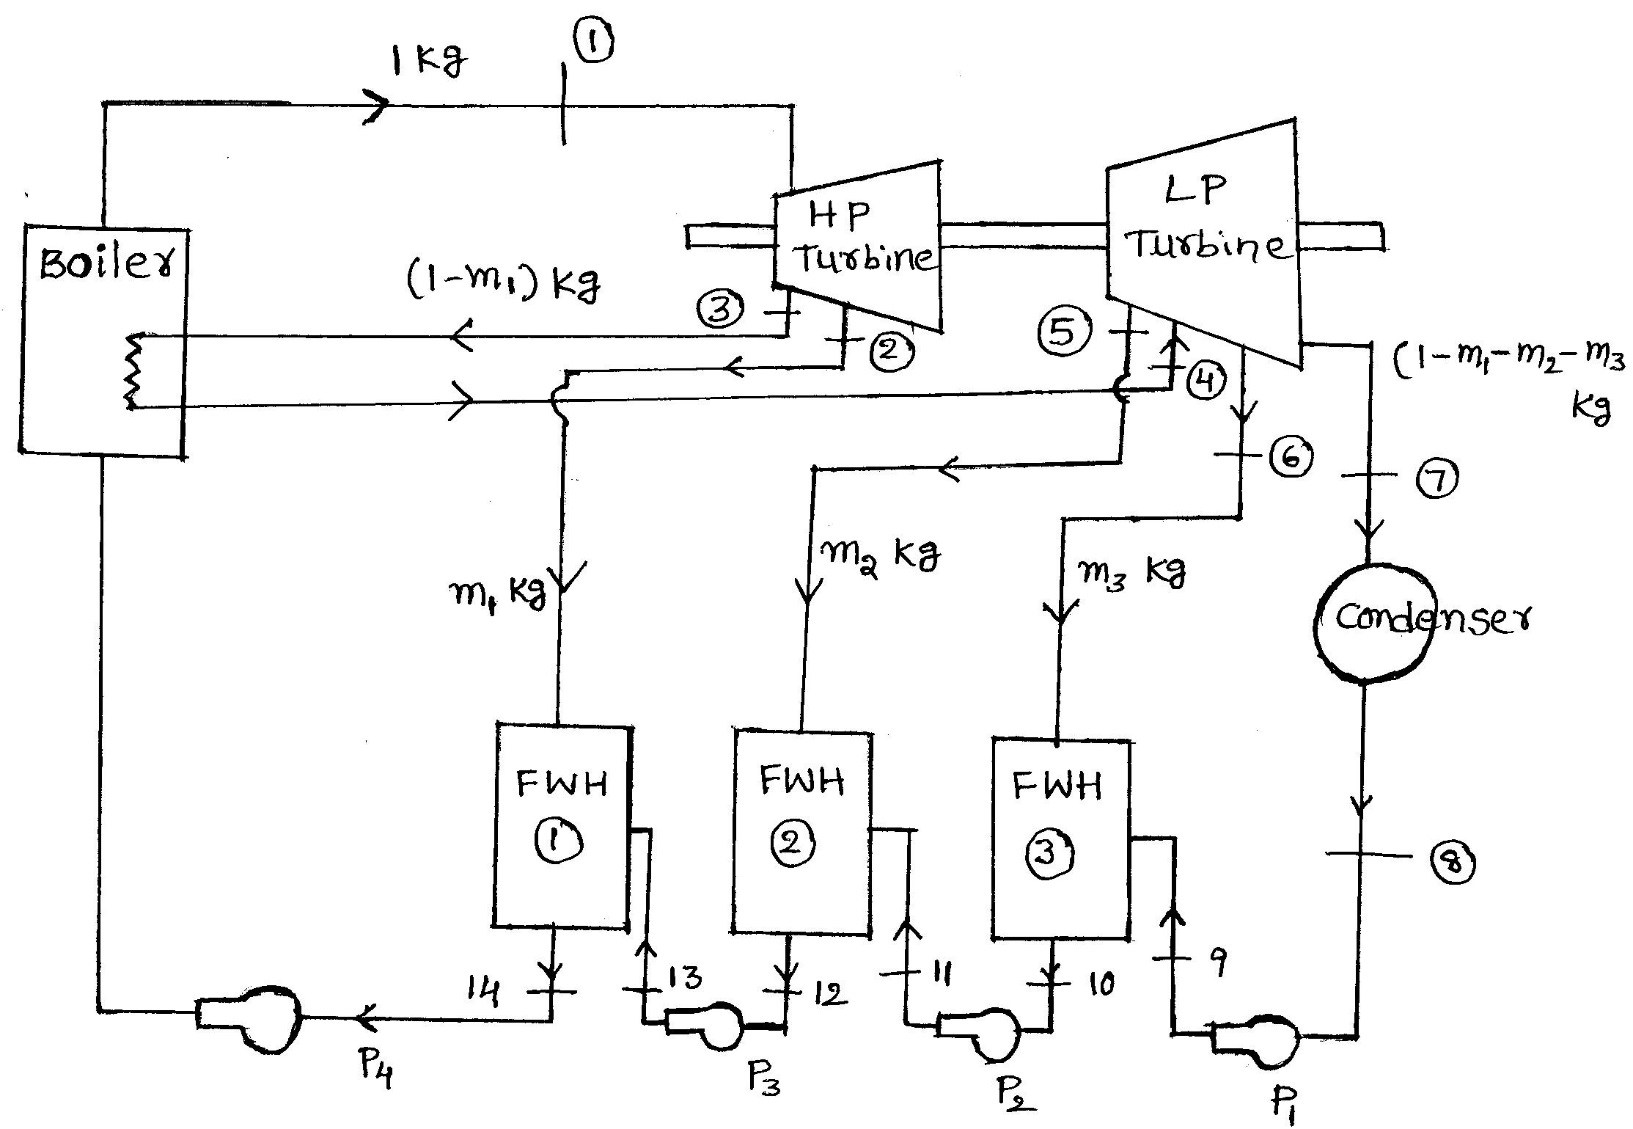 1 Kg
①
HP
Turbine
LP
Turbine
Boiler
(1-m₁) Kg
③
②
⑤
④
(1-m₁-m₂-m₃
Kg
⑥
⑦
m₁ Kg
m₂ Kg
m₃ Kg
Condenser
FWH
①
FWH
②
FWH
③
⑧
14
13
12
11
10
9
P₄
P₃
P₂
P₁